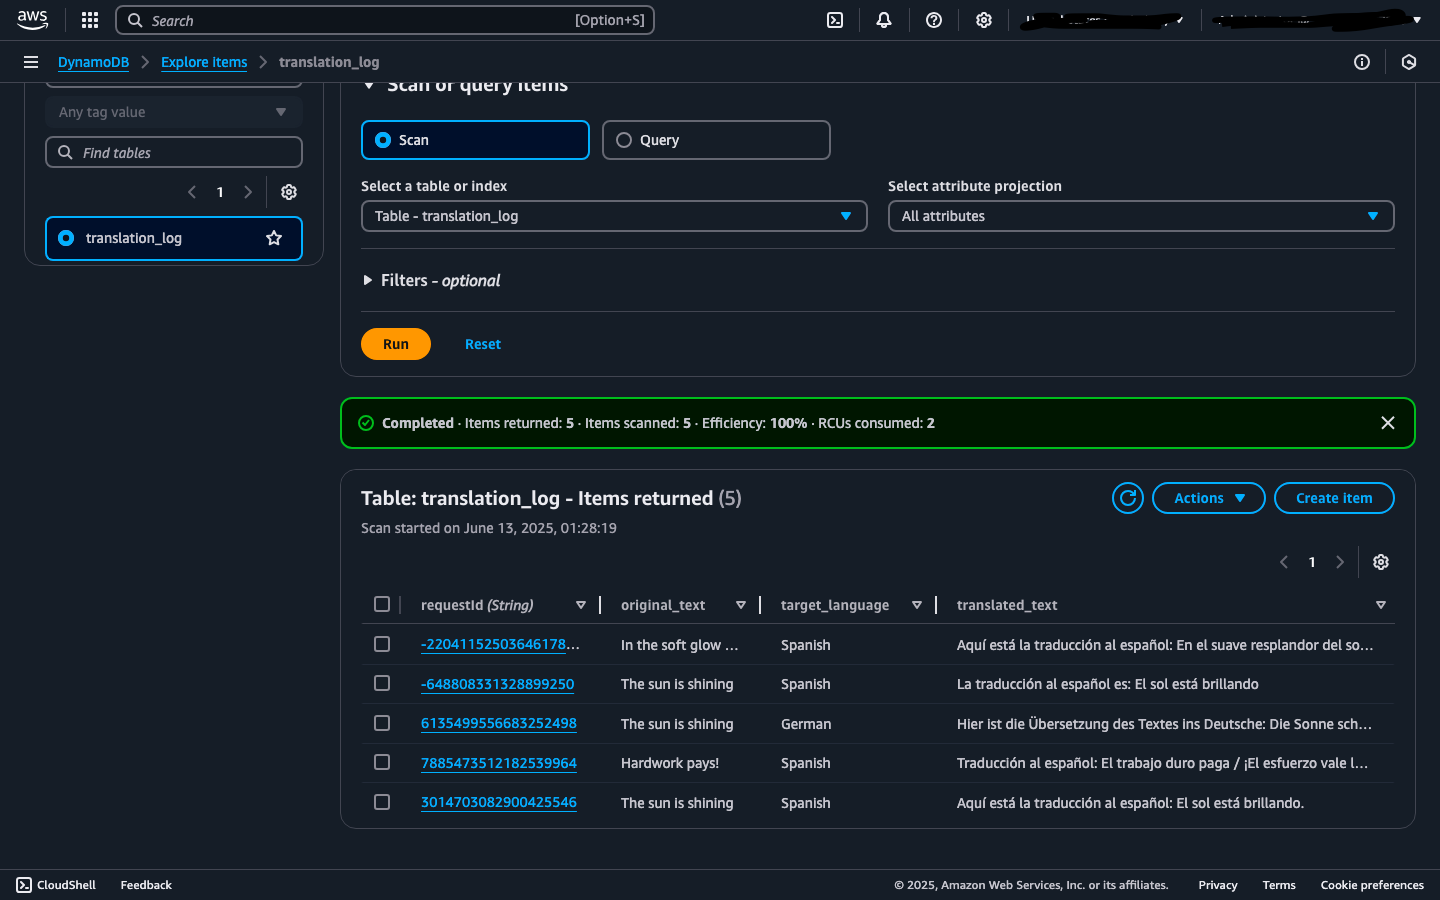 aws
Search [Option+S]
DynamoDB Explore items translation_log
Any tag value
Find tables
1
translation_log
Scan or query items
Scan
Query
Select a table or index
Select attribute projection
Table - translation_log
All attributes
Filters - optional
Run
Reset
Completed · Items returned: 5 · Items scanned: 5 · Efficiency: 100% · RCUs consumed: 2
Table: translation_log - Items returned (5)
Scan started on June 13, 2025, 01:28:19
Actions
Create item
1
requestId (String) original_text target_language translated_text
-22041152503646178... In the soft glow ... Spanish Aquí está la traducción al español: En el suave resplandor del so...
-648808331328899250 The sun is shining Spanish La traducción al español es: El sol está brillando
6135499556683252498 The sun is shining German Hier ist die Übersetzung des Textes ins Deutsche: Die Sonne sch...
7885473512182539964 Hardwork pays! Spanish Traducción al español: El trabajo duro paga / ¡El esfuerzo vale l...
3014703082900425546 The sun is shining Spanish Aquí está la traducción al español: El sol está brillando.
CloudShell Feedback © 2025, Amazon Web Services, Inc. or its affiliates. Privacy Terms Cookie preferences